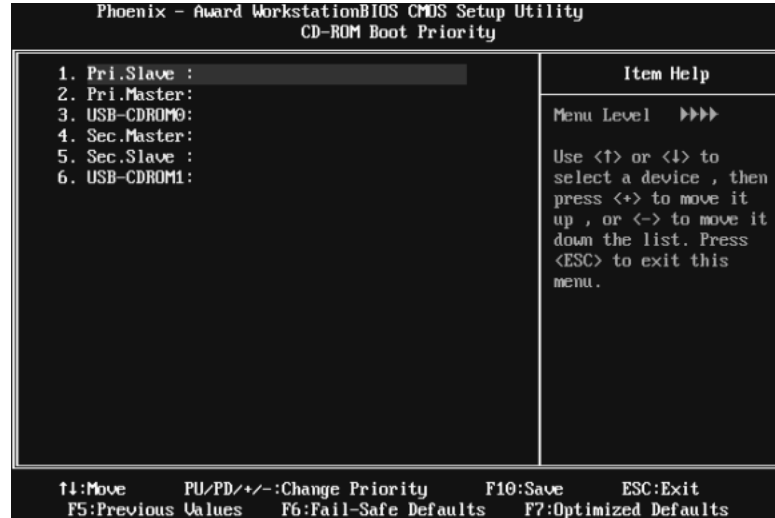 Phoenix - Award WorkstationBIOS CMOS Setup Utility
CD-ROM Boot Priority
1. Pri.Slave :
2. Pri.Master:
3. USB-CDROM0:
4. Sec.Master:
5. Sec.Slave :
6. USB-CDROM1:
Item Help
Menu Level ▶▶▶▶
Use <↑> or <↓> to
select a device , then
press <+> to move it
up , or <-> to move it
down the list. Press
<ESC> to exit this
menu.
↑↓:Move PU/PD/+/-:Change Priority F10:Save ESC:Exit
F5:Previous Values F6:Fail-Safe Defaults F7:Optimized Defaults